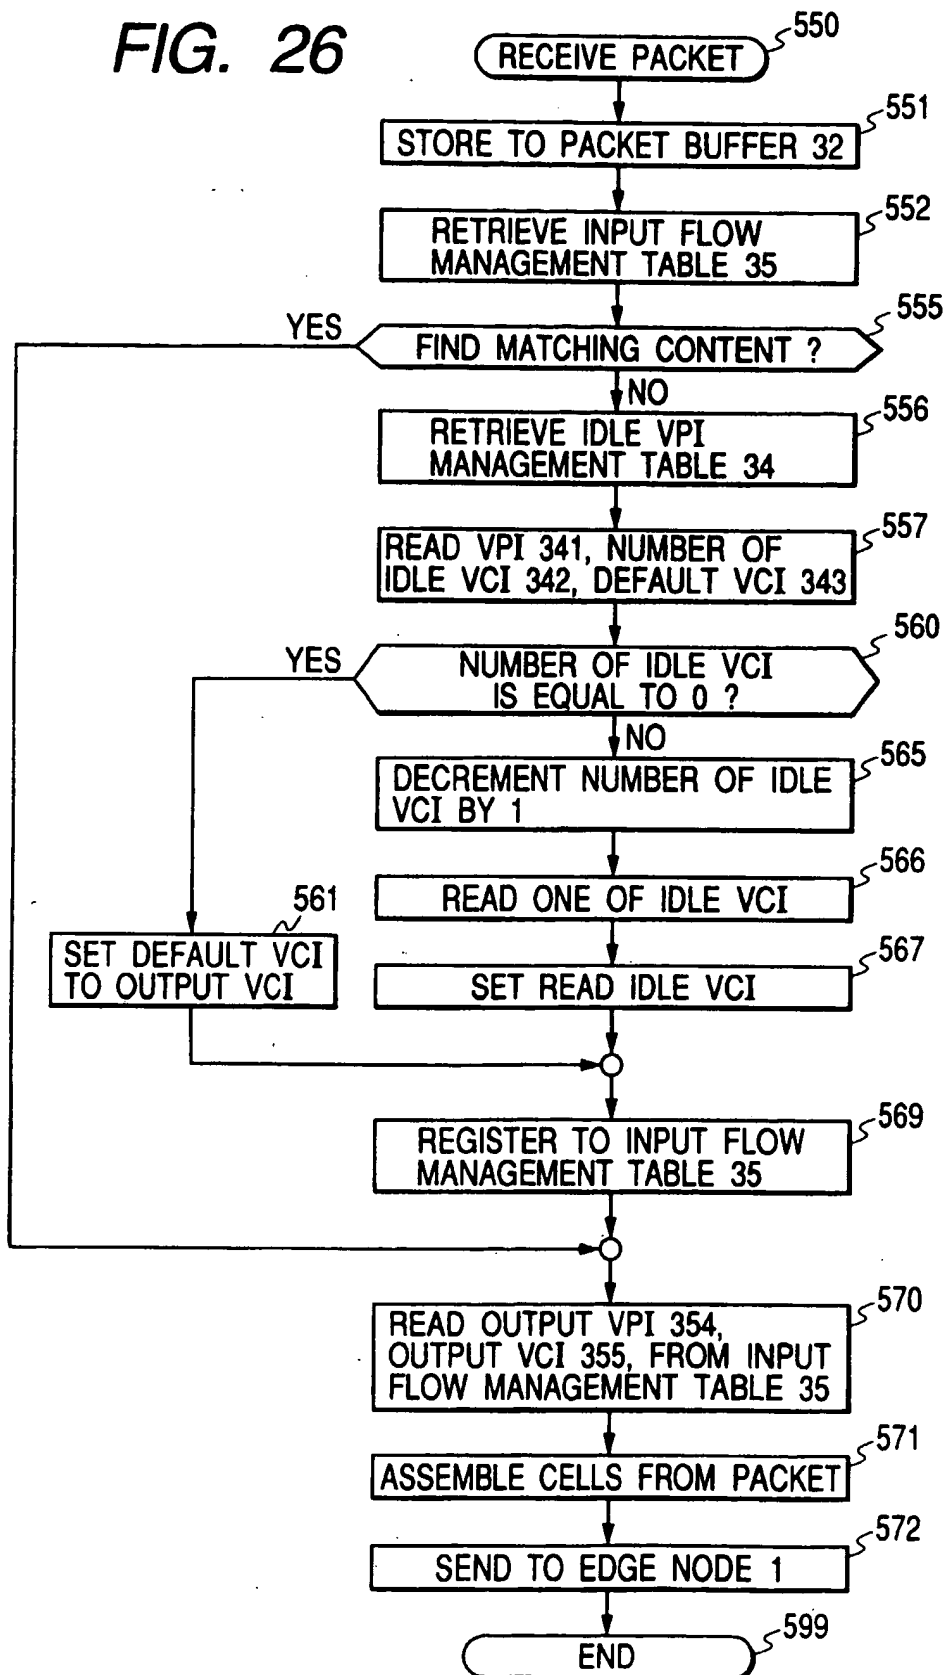 FIG. 26
RECEIVE PACKET
550
STORE TO PACKET BUFFER 32
551
RETRIEVE INPUT FLOW
MANAGEMENT TABLE 35
552
FIND MATCHING CONTENT ?
555
YES
NO
RETRIEVE IDLE VPI
MANAGEMENT TABLE 34
556
READ VPI 341, NUMBER OF
IDLE VCI 342, DEFAULT VCI 343
557
NUMBER OF IDLE VCI
IS EQUAL TO 0 ?
560
YES
NO
DECREMENT NUMBER OF IDLE
VCI BY 1
565
READ ONE OF IDLE VCI
566
SET DEFAULT VCI
TO OUTPUT VCI
561
SET READ IDLE VCI
567
REGISTER TO INPUT FLOW
MANAGEMENT TABLE 35
569
READ OUTPUT VPI 354,
OUTPUT VCI 355, FROM INPUT
FLOW MANAGEMENT TABLE 35
570
ASSEMBLE CELLS FROM PACKET
571
SEND TO EDGE NODE 1
572
END
599